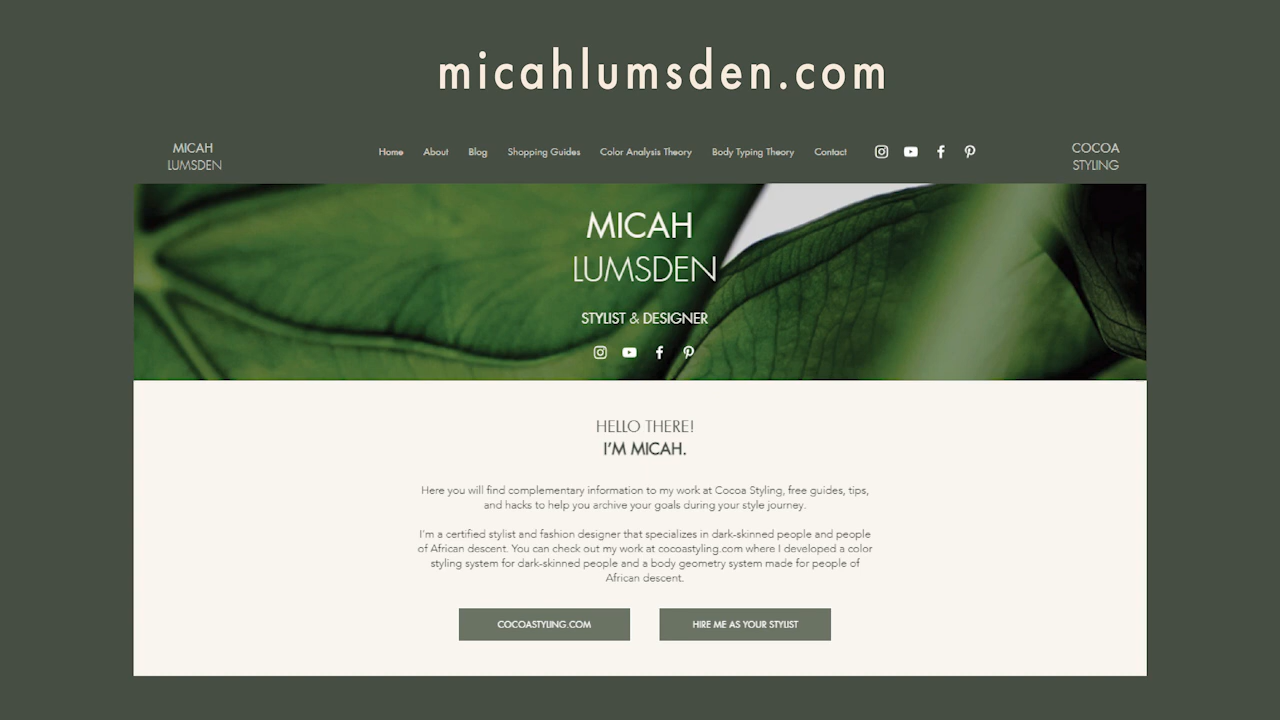 micahlumsden.com
MICAH
LUMSDEN
Home About Blog Shopping Guides Color Analysis Theory Body Typing Theory Contact
COCOA
STYLING
MICAH
LUMSDEN
STYLIST & DESIGNER
HELLO THERE!
I'M MICAH.
Here you will find complementary information to my work at Cocoa Styling, free guides, tips,
and hacks to help you archive your goals during your style journey.
I'm a certified stylist and fashion designer that specializes in dark-skinned people and people
of African descent. You can check out my work at cocoastyling.com where I developed a color
styling system for dark-skinned people and a body geometry system made for people of
African descent.
COCOASTYLING.COM HIRE ME AS YOUR STYLIST